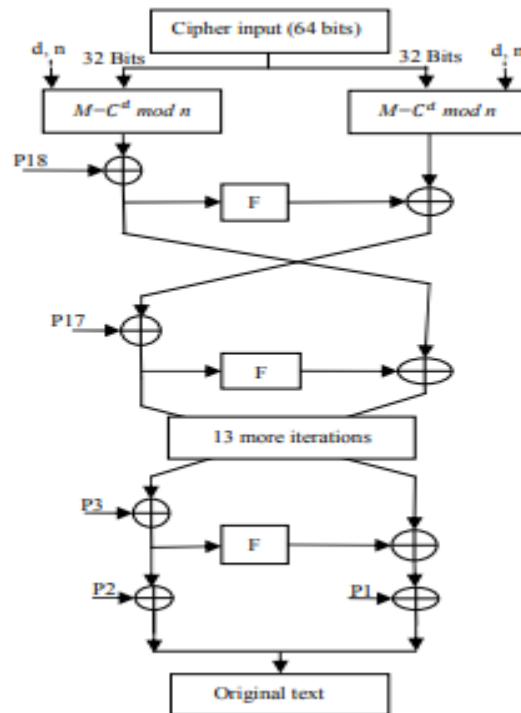 Cipher input (64 bits)
d, n
32 Bits
32 Bits
d, n
M−C^d mod n
M−C^d mod n
P18
F
P17
F
13 more iterations
P3
F
P2
P1
Original text